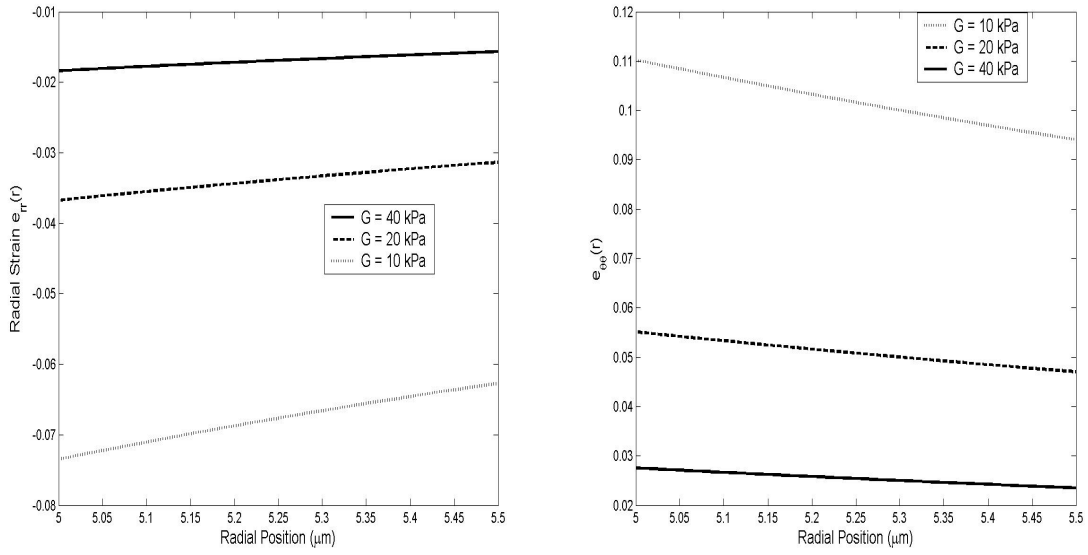 -0.01
-0.02
-0.03
-0.04
-0.05
-0.06
-0.07
-0.08
Radial Strain e_rr(r)
G = 40 kPa
G = 20 kPa
G = 10 kPa
5 5.05 5.1 5.15 5.2 5.25 5.3 5.35 5.4 5.45 5.5
Radial Position (μm)
0.12
0.11
0.1
0.09
0.08
0.07
0.06
0.05
0.04
0.03
0.02
e_θθ(r)
G = 10 kPa
G = 20 kPa
G = 40 kPa
5 5.05 5.1 5.15 5.2 5.25 5.3 5.35 5.4 5.45 5.5
Radial Position (μm)